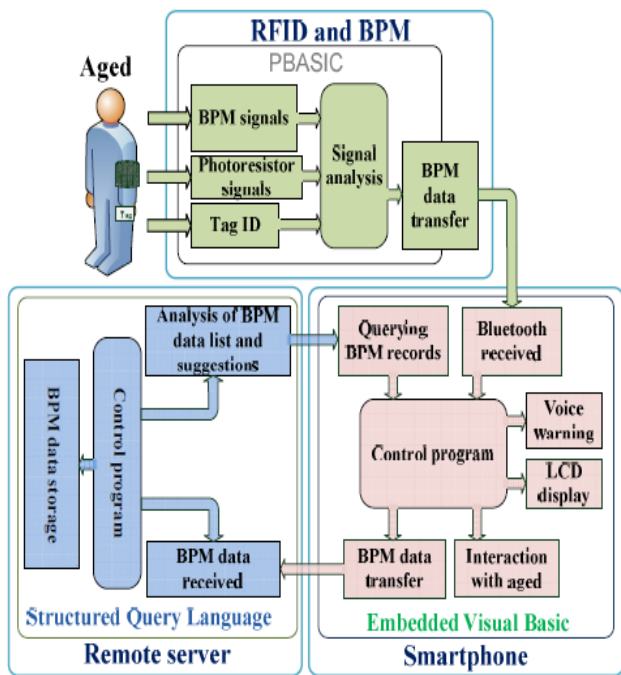 RFID and BPM
PBASIC
Aged
BPM signals
Photoresistor
signals
Tag ID
Tag
Signal
analysis
BPM
data
transfer
Analysis of BPM
data list and
suggestions
Control program
BPM data storage
BPM data
received
Structured Query Language
Remote server
Querying
BPM records
Bluetooth
received
Control program
Voice
warning
LCD
display
BPM data
transfer
Interaction
with aged
Embedded Visual Basic
Smartphone